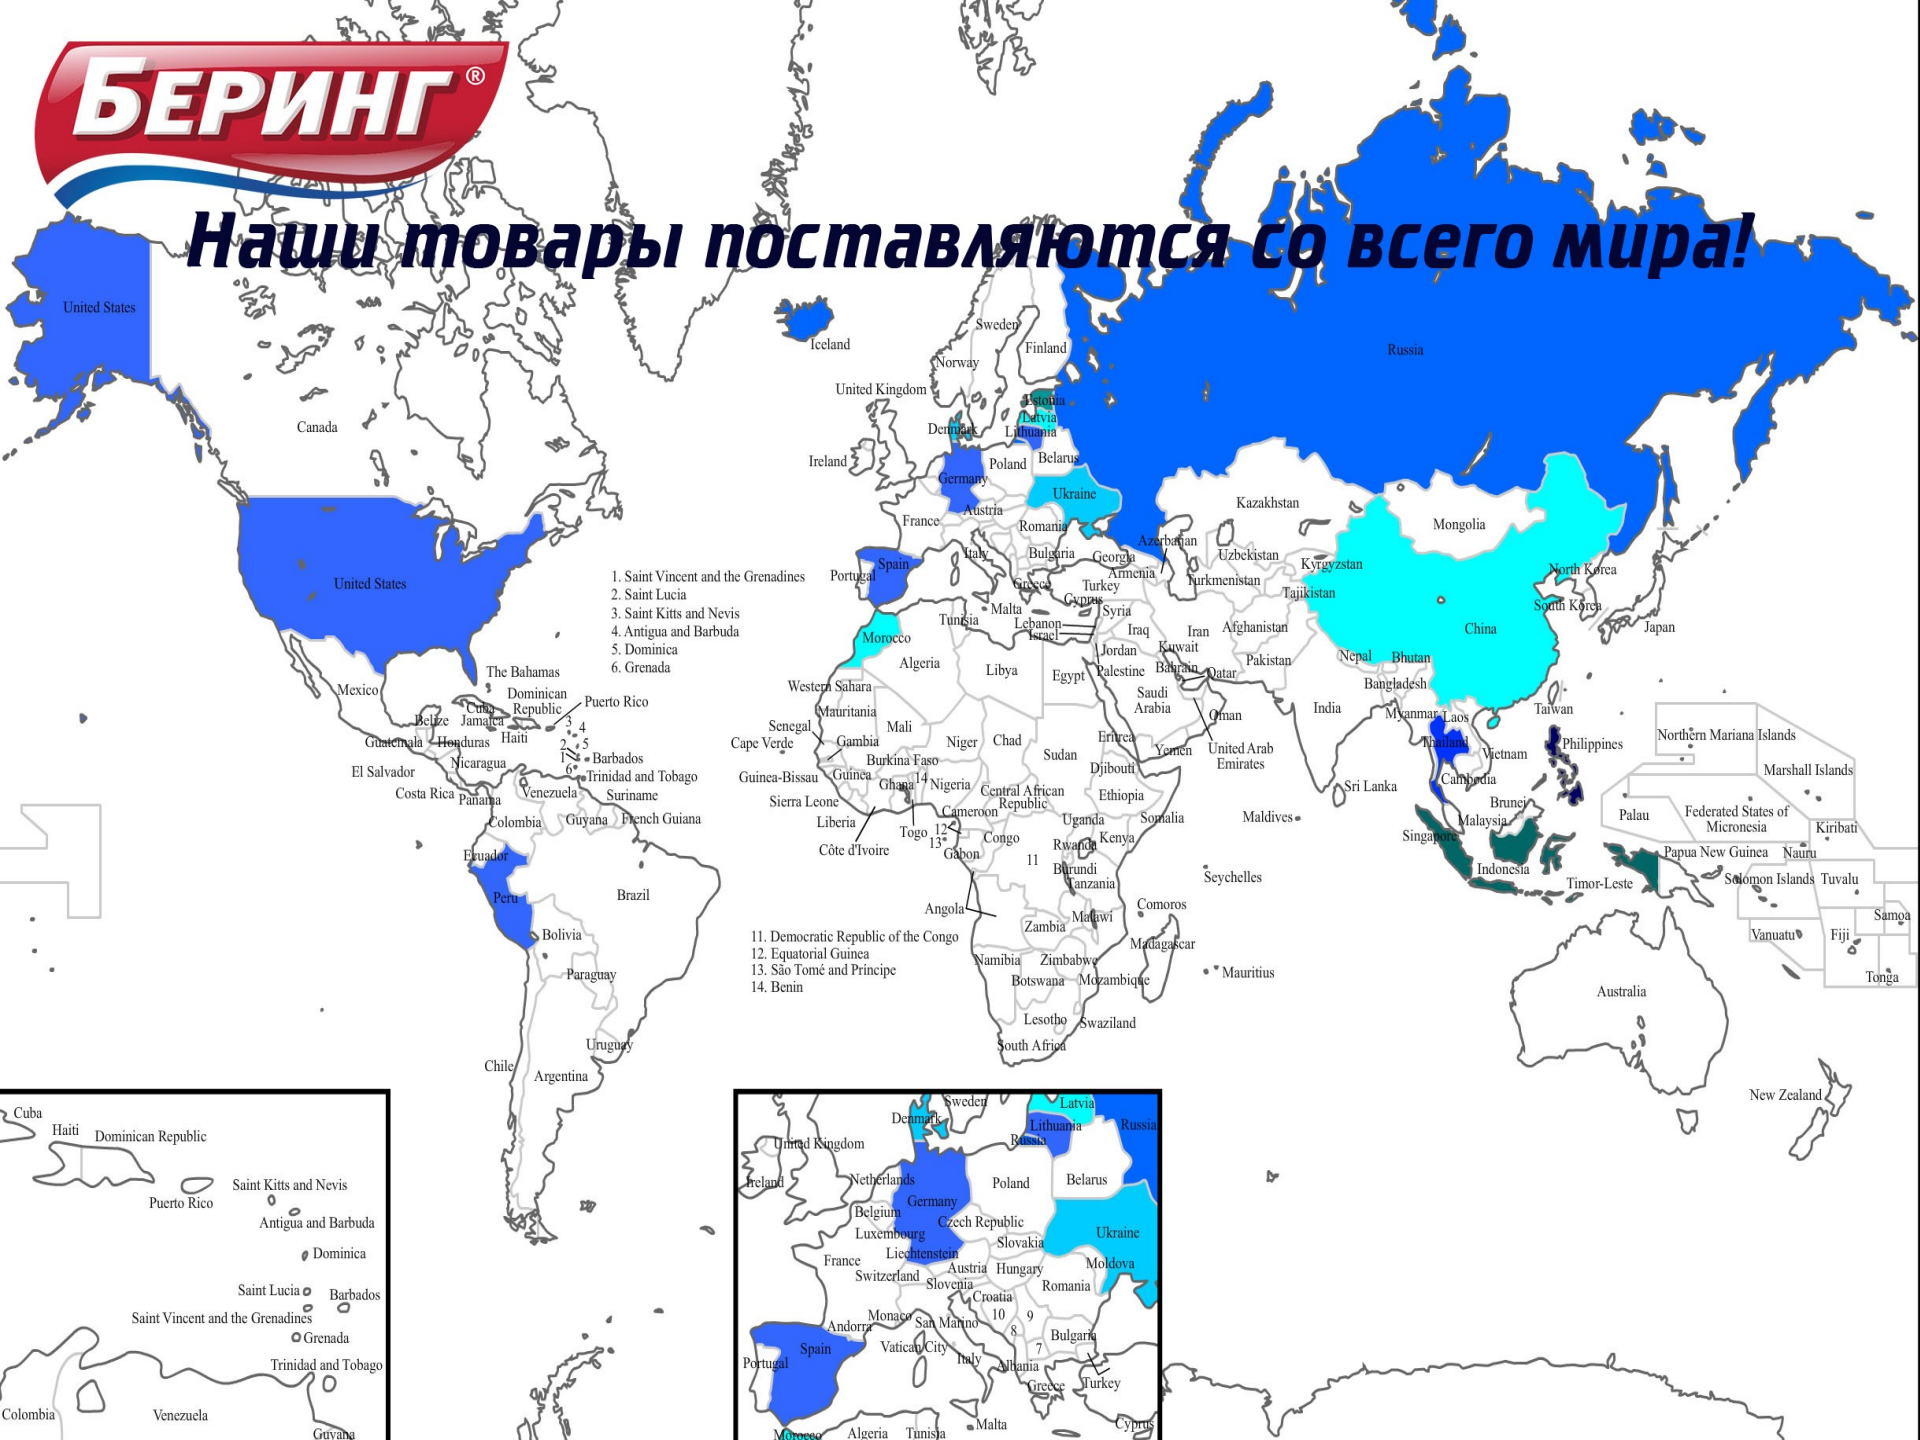 БЕРИНГ®
Наши товары поставляются со всего мира!
United States
Iceland
Russia
Sweden
Norway
Finland
United Kingdom
Estonia
Latvia
Denmark
Lithuania
Canada
Ireland
Poland
Belarus
Germany
Ukraine
Kazakhstan
Austria
France
Romania
Mongolia
Azerbaijan
Italy
Bulgaria
Georgia
Uzbekistan
Kyrgyzstan
North Korea
Spain
Portugal
Greece
Turkey
Armenia
Turkmenistan
Tajikistan
United States
1. Saint Vincent and the Grenadines
2. Saint Lucia
3. Saint Kitts and Nevis
4. Antigua and Barbuda
5. Dominica
6. Grenada
Cyprus
Malta
Syria
South Korea
Tunisia
Lebanon
Israel
Iraq
Iran
Afghanistan
China
Japan
Morocco
Jordan
Kuwait
Algeria
Libya
Egypt
Palestine
Bahrain
Qatar
Pakistan
Nepal
Bhutan
The Bahamas
Mexico
Western Sahara
Saudi
Arabia
Bangladesh
Dominican
Republic
Puerto Rico
Cuba
Belize
Jamaica
Haiti
3
4
2
5
1
6
Mauritania
Mali
Oman
India
Myanmar
Laos
Taiwan
Senegal
Cape Verde
Gambia
Niger
Chad
Sudan
Eritrea
Yemen
United Arab
Emirates
Thailand
Vietnam
Philippines
Northern Mariana Islands
Guatemala
Honduras
Nicaragua
El Salvador
Barbados
Trinidad and Tobago
Burkina Faso
Guinea-Bissau
Guinea
Ghana
14
Nigeria
Djibouti
Cambodia
Marshall Islands
Costa Rica
Panama
Venezuela
Suriname
Sierra Leone
Central African
Republic
Ethiopia
Sri Lanka
Brunei
Colombia
Guyana
French Guiana
Liberia
Togo
12
13
Cameroon
Uganda
Somalia
Maldives
Malaysia
Palau
Federated States of
Micronesia
Kiribati
Côte d'Ivoire
Gabon
Congo
Kenya
Rwanda
Singapore
Ecuador
11
Burundi
Tanzania
Seychelles
Indonesia
Papua New Guinea
Nauru
Peru
Brazil
Timor-Leste
Solomon Islands
Tuvalu
Angola
Malawi
Comoros
Samoa
Zambia
Bolivia
11. Democratic Republic of the Congo
12. Equatorial Guinea
13. São Tomé and Príncipe
14. Benin
Madagascar
Vanuatu
Fiji
Paraguay
Namibia
Zimbabwe
Botswana
Mozambique
Mauritius
Tonga
Australia
Lesotho
Swaziland
South Africa
Uruguay
Chile
Argentina
New Zealand
Cuba
Haiti
Dominican Republic
Puerto Rico
Saint Kitts and Nevis
Antigua and Barbuda
Dominica
Saint Lucia
Barbados
Saint Vincent and the Grenadines
Grenada
Trinidad and Tobago
Colombia
Venezuela
Guyana
Sweden
Latvia
Denmark
Lithuania
Russia
Russia
United Kingdom
Ireland
Netherlands
Poland
Belarus
Germany
Belgium
Czech Republic
Luxembourg
Ukraine
Slovakia
Liechtenstein
France
Austria
Hungary
Moldova
Switzerland
Slovenia
Romania
Croatia
10
9
Monaco
San Marino
8
Andorra
Bulgaria
Spain
Vatican City
7
Portugal
Italy
Albania
Greece
Turkey
Malta
Cyprus
Morocco
Algeria
Tunisia